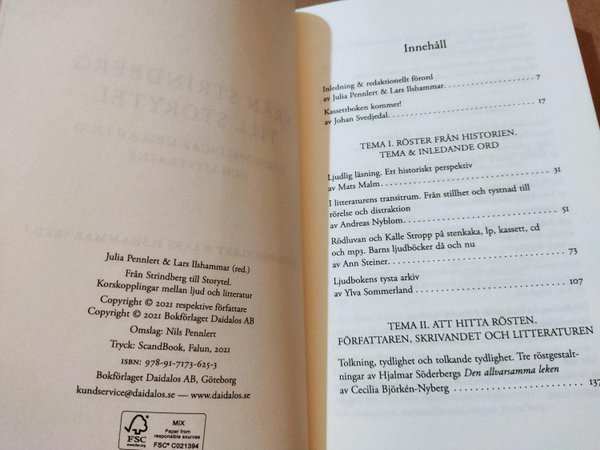 Julia Pennlert & Lars Ilshammar (red.)
Från Strindberg till Storytel.
Korskopplingar mellan ljud och litteratur
Copyright © 2021 respektive författare
Copyright © 2021 Bokförlaget Daidalos AB
Omslag: Nils Pennlert
Tryck: ScandBook, Falun, 2021
ISBN: 978-91-7173-625-3
Bokförlaget Daidalos AB, Göteborg
kundservice@daidalos.se — www.daidalos.se
FSC
www.fsc.org
MIX
Paper from
responsible sources
FSC® C021394
Innehåll
Inledning & redaktionellt förord
av Julia Pennlert & Lars Ilshammar 7
Kassettboken kommer!
av Johan Svedjedal 17
TEMA I. RÖSTER FRÅN HISTORIEN.
TEMA & INLEDANDE ORD
Ljudlig läsning. Ett historiskt perspektiv
av Mats Malm 31
I litteraturens transitrum. Från stillhet och tystnad till
rörelse och distraktion
av Andreas Nyblom 51
Rödluvan och Kalle Stropp på stenkaka, lp, kassett, cd
och mp3. Barns ljudböcker då och nu
av Ann Steiner 73
Ljudbokens tysta arkiv
av Ylva Sommerland 107
TEMA II. ATT HITTA RÖSTEN.
FÖRFATTAREN, SKRIVANDET OCH LITTERATUREN
Tolkning, tydlighet och tolkande tydlighet. Tre röstgestalt-
ningar av Hjalmar Söderbergs Den allvarsamma leken
av Cecilia Björkén-Nyberg 137